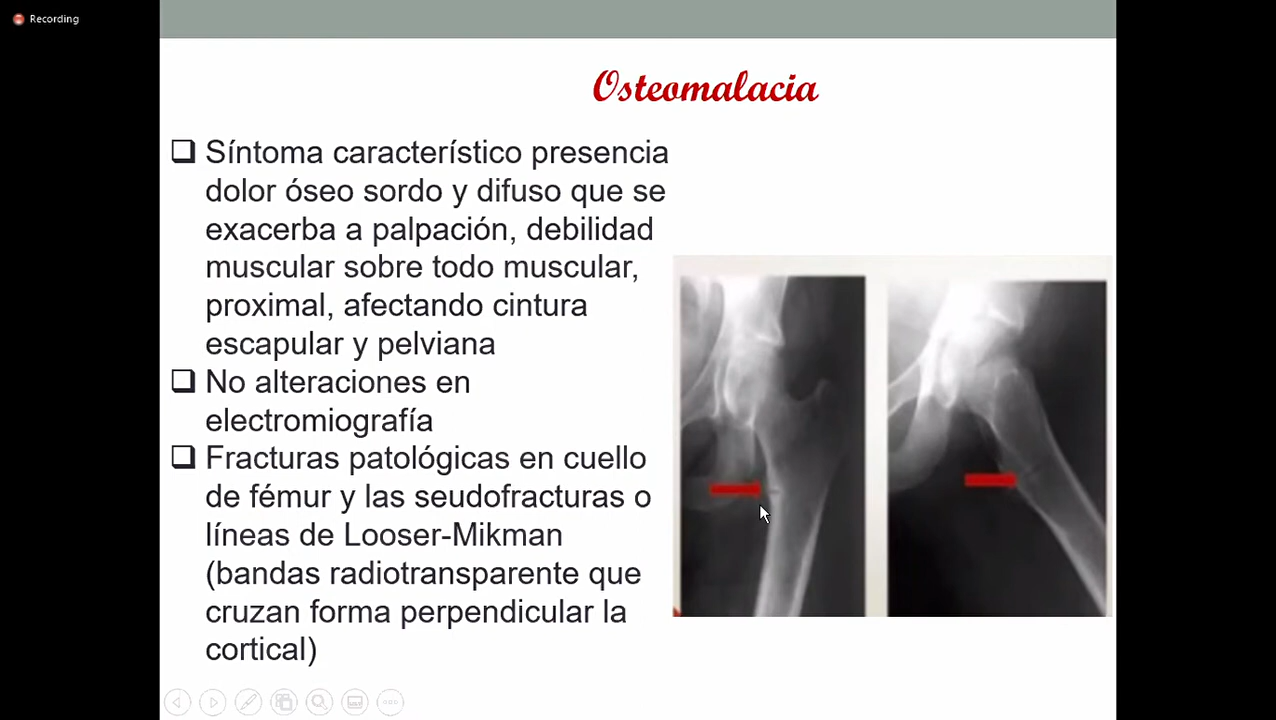 Recording
Osteomalacia
Síntoma característico presencia
dolor óseo sordo y difuso que se
exacerba a palpación, debilidad
muscular sobre todo muscular,
proximal, afectando cintura
escapular y pelviana
No alteraciones en
electromiografía
Fracturas patológicas en cuello
de fémur y las seudofracturas o
líneas de Looser-Mikman
(bandas radiotransparente que
cruzan forma perpendicular la
cortical)